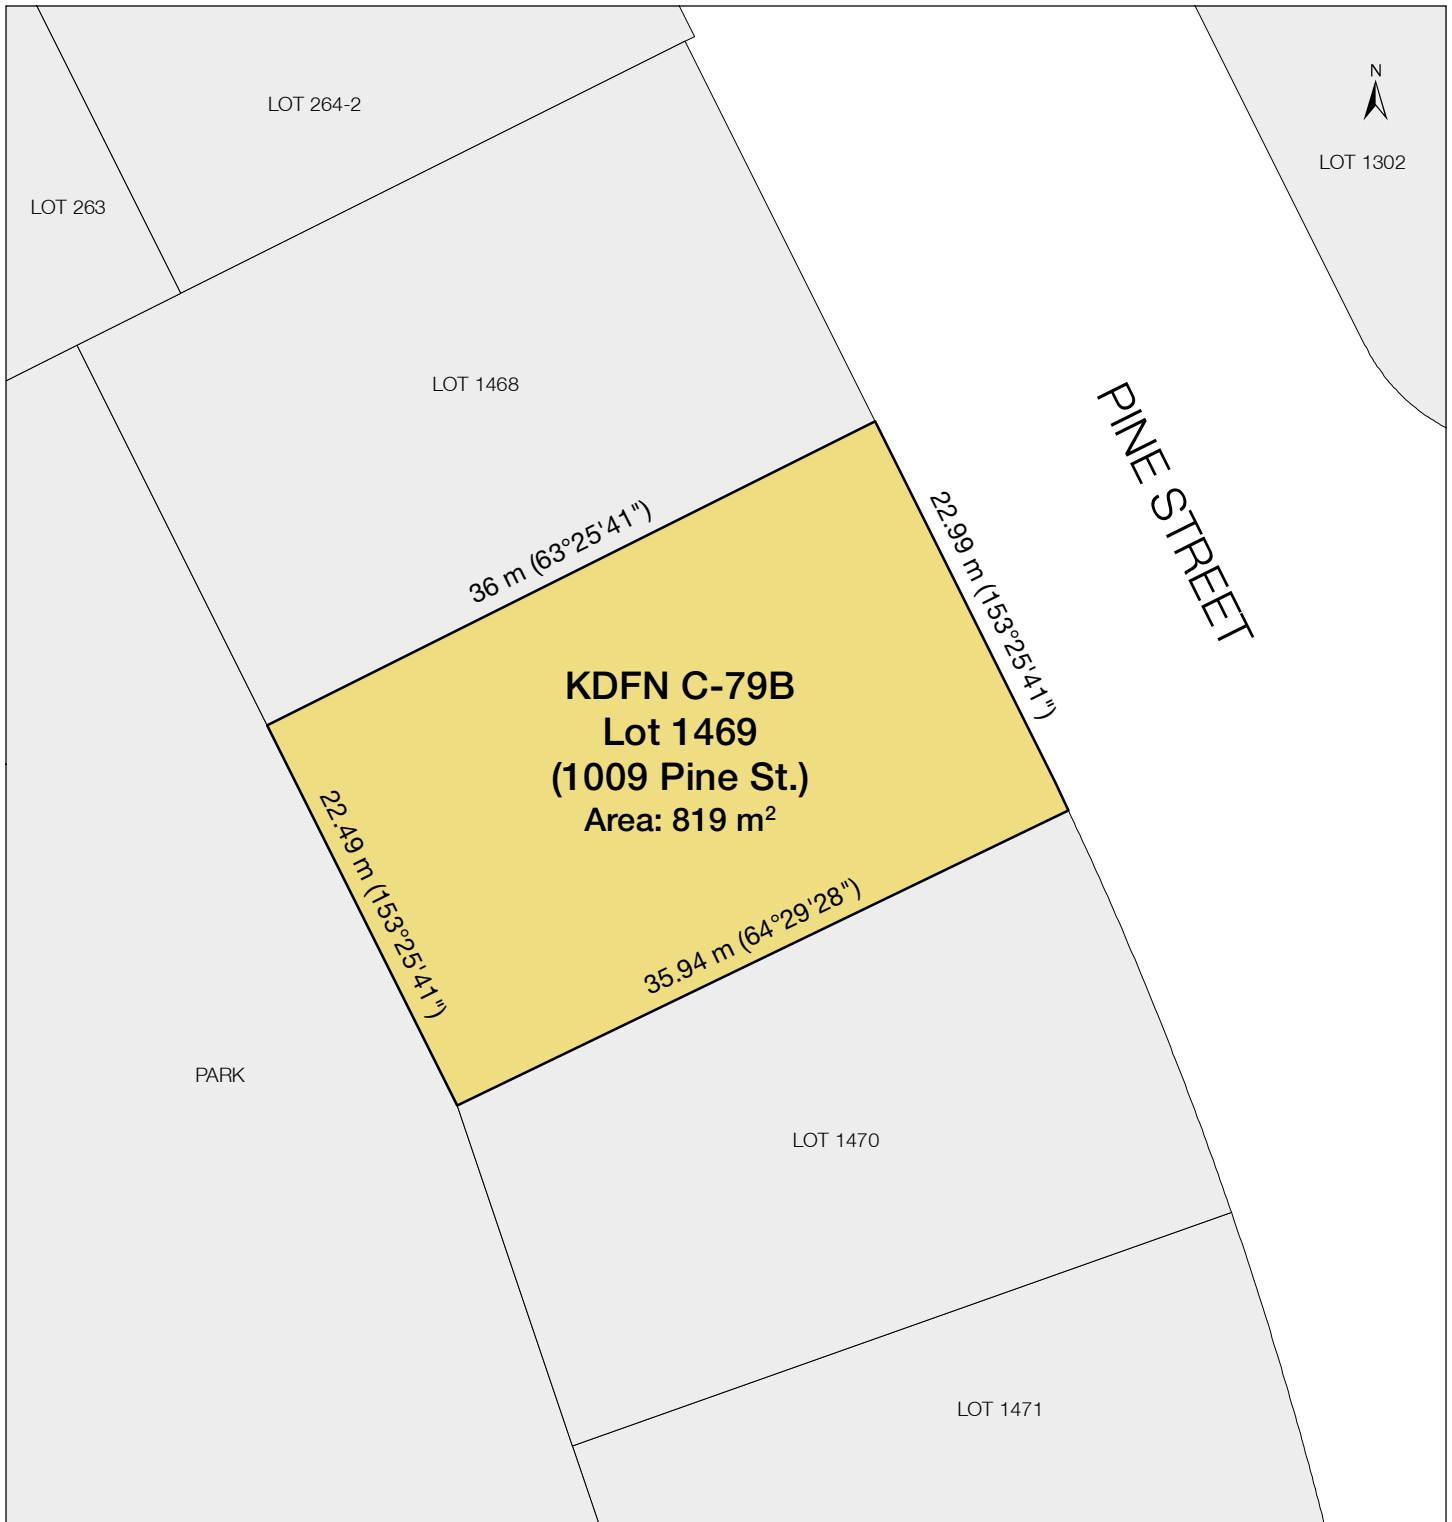 N
LOT 264-2
LOT 1302
LOT 263
LOT 1468
PINE STREET
36 m (63°25'41")
22.99 m (153°25'41")
KDFN C-79B
Lot 1469
(1009 Pine St.)
Area: 819 m²
22.49 m (153°25'41")
35.94 m (64°29'28")
PARK
LOT 1470
LOT 1471